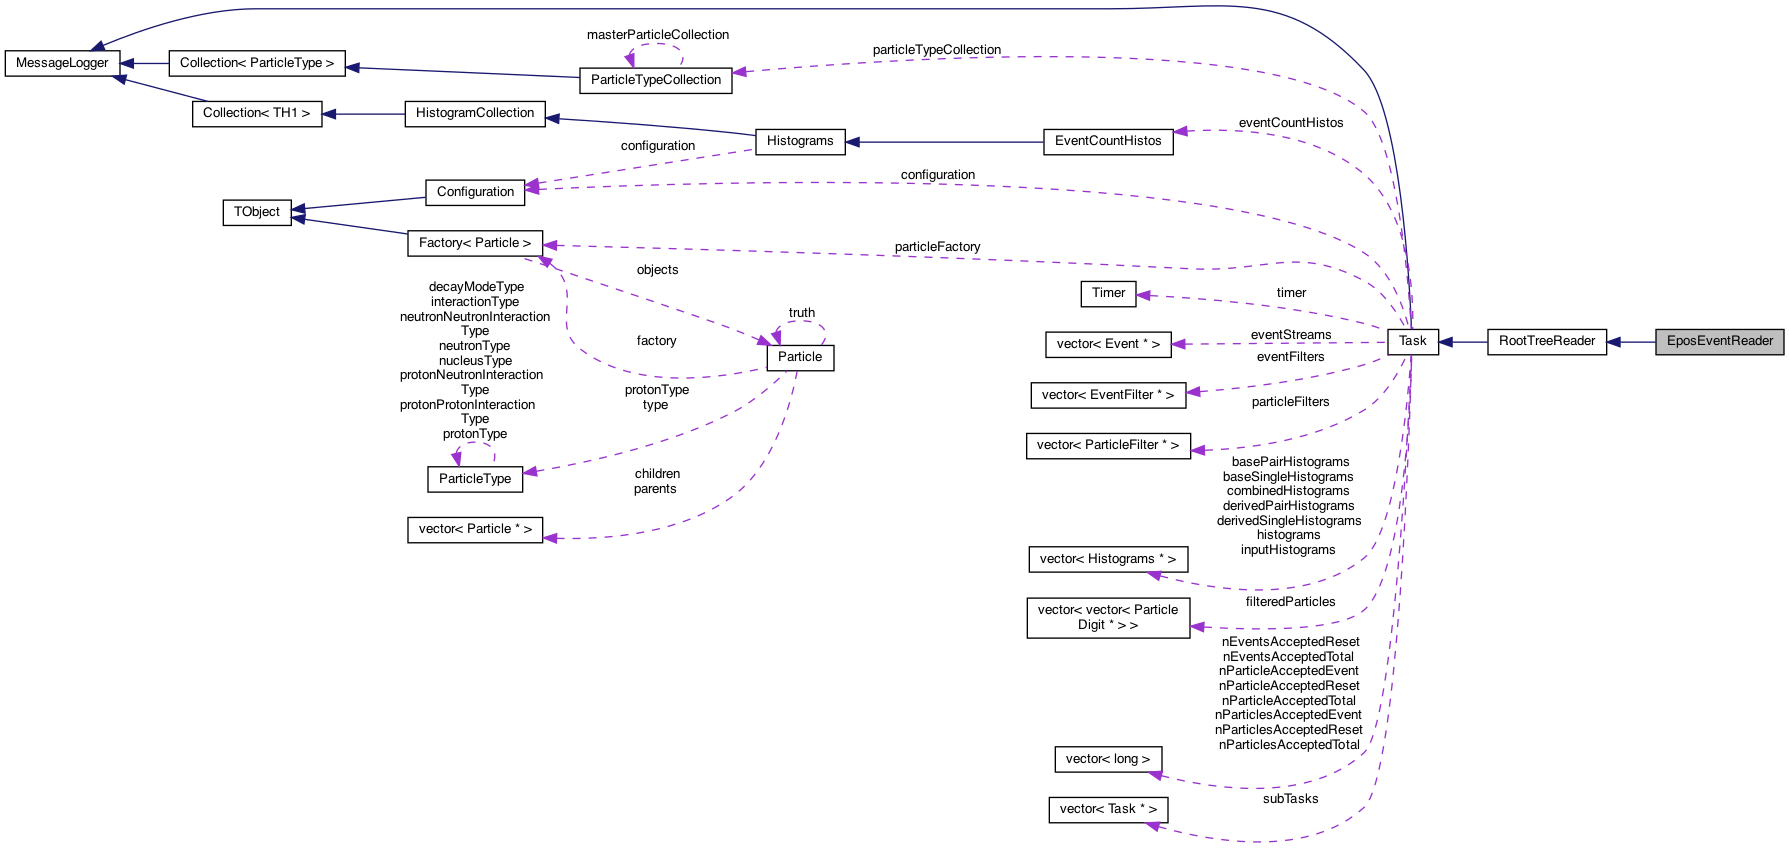 masterParticleCollection
particleTypeCollection
MessageLogger
Collection< ParticleType >
ParticleTypeCollection
Collection< TH1 >
HistogramCollection
eventCountHistos
Histograms
EventCountHistos
configuration
configuration
Configuration
TObject
Factory< Particle >
particleFactory
objects
decayModeType
interactionType
neutronNeutronInteraction
Type
neutronType
nucleusType
protonNeutronInteraction
Type
protonProtonInteraction
Type
protonType
truth
factory
Particle
protonType
type
ParticleType
children
parents
vector< Particle * >
Timer
timer
eventStreams
vector< Event * >
Task
RootTreeReader
EposEventReader
eventFilters
vector< EventFilter * >
particleFilters
vector< ParticleFilter * >
basePairHistograms
baseSingleHistograms
combinedHistograms
derivedPairHistograms
derivedSingleHistograms
histograms
inputHistograms
vector< Histograms * >
filteredParticles
vector< vector< Particle
Digit * > >
nEventsAcceptedReset
nEventsAcceptedTotal
nParticleAcceptedEvent
nParticleAcceptedReset
nParticleAcceptedTotal
nParticlesAcceptedEvent
nParticlesAcceptedReset
nParticlesAcceptedTotal
vector< long >
subTasks
vector< Task * >